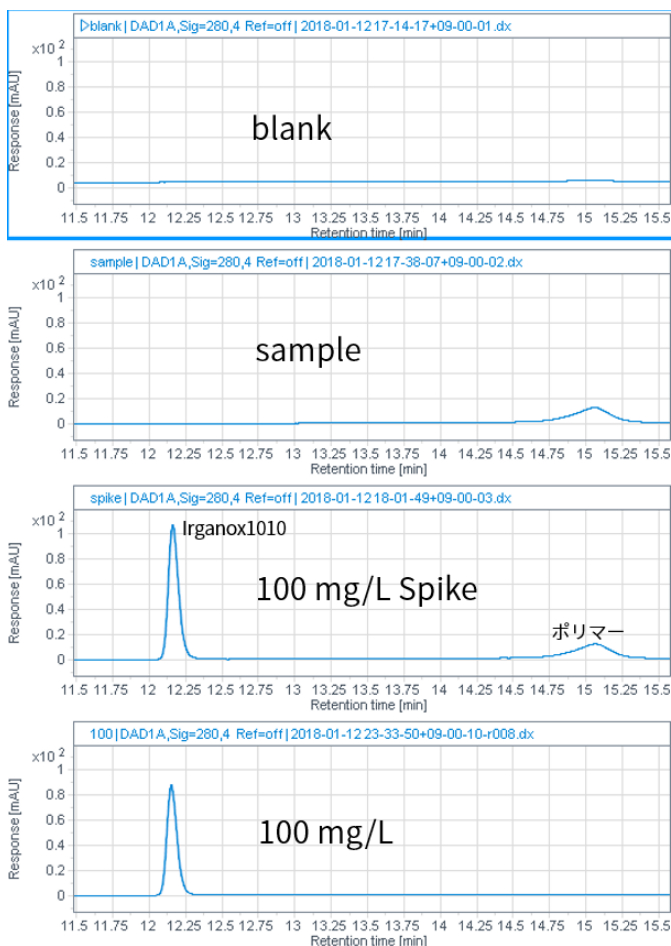 ▷blank | DAD1A,Sig=280,4 Ref=off | 2018-01-12 17-14-17+09-00-01.dx
x10²
Response [mAU]
1
0.8
0.6
0.4
0.2
0
blank
11.5 11.75 12 12.25 12.5 12.75 13 13.25 13.5 13.75 14 14.25 14.5 14.75 15 15.25 15.5
Retention time [min]
sample | DAD1A,Sig=280,4 Ref=off | 2018-01-12 17-38-07+09-00-02.dx
x10²
Response [mAU]
1
0.8
0.6
0.4
0.2
0
sample
11.5 11.75 12 12.25 12.5 12.75 13 13.25 13.5 13.75 14 14.25 14.5 14.75 15 15.25 15.5
Retention time [min]
spike | DAD1A,Sig=280,4 Ref=off | 2018-01-12 18-01-49+09-00-03.dx
x10²
Response [mAU]
1
0.8
0.6
0.4
0.2
0
Irganox1010
100 mg/L Spike
ポリマー
11.5 11.75 12 12.25 12.5 12.75 13 13.25 13.5 13.75 14 14.25 14.5 14.75 15 15.25 15.5
Retention time [min]
100 | DAD1A,Sig=280,4 Ref=off | 2018-01-12 23-33-50+09-00-10-r008.dx
x10²
Response [mAU]
1
0.8
0.6
0.4
0.2
0
100 mg/L
11.5 11.75 12 12.25 12.5 12.75 13 13.25 13.5 13.75 14 14.25 14.5 14.75 15 15.25 15.5
Retention time [min]